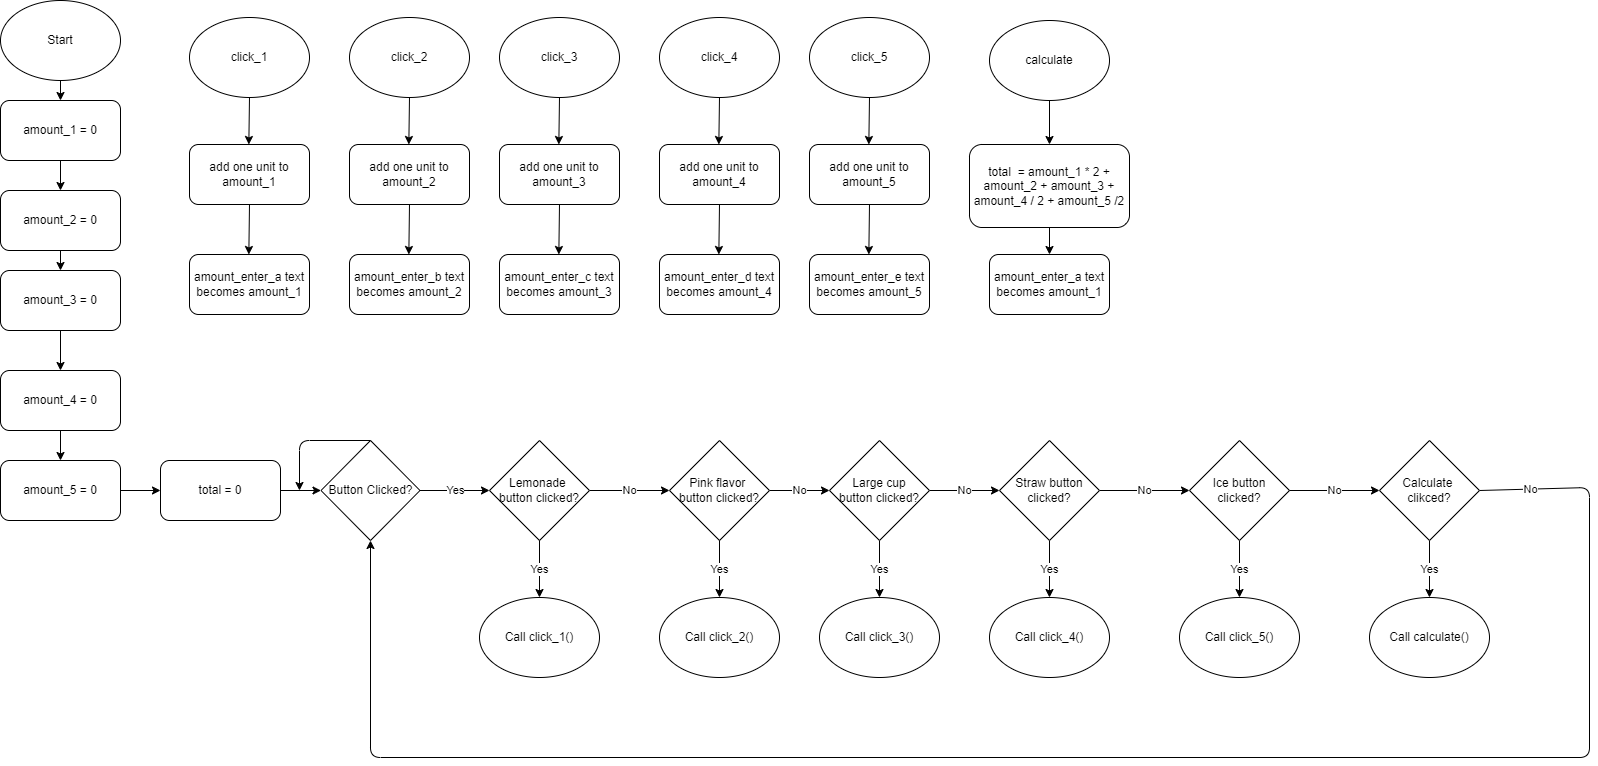 Start
amount_1 = 0
amount_2 = 0
amount_3 = 0
amount_4 = 0
amount_5 = 0
click_1
add one unit to
amount_1
amount_enter_a text
becomes amount_1
click_2
add one unit to
amount_2
amount_enter_b text
becomes amount_2
click_3
add one unit to
amount_3
amount_enter_c text
becomes amount_3
click_4
add one unit to
amount_4
amount_enter_d text
becomes amount_4
click_5
add one unit to
amount_5
amount_enter_e text
becomes amount_5
calculate
total = amount_1 * 2 +
amount_2 + amount_3 +
amount_4 / 2 + amount_5 /2
amount_enter_a text
becomes amount_1
total = 0
Button Clicked?
Yes
Lemonade
button clicked?
No
Pink flavor
button clicked?
No
Large cup
button clicked?
No
Straw button
clicked?
No
Ice button
clicked?
No
Calculate
clikced?
No
Yes
Yes
Yes
Yes
Yes
Yes
Call click_1()
Call click_2()
Call click_3()
Call click_4()
Call click_5()
Call calculate()